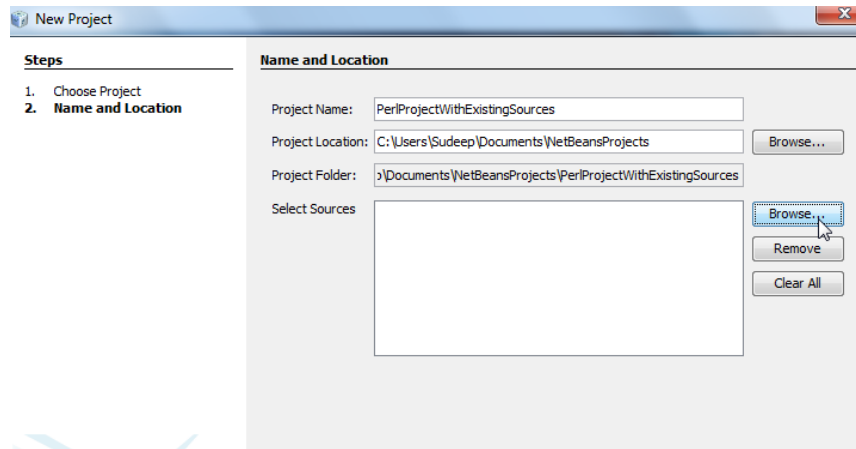 New Project
Steps
1. Choose Project
2. Name and Location
Name and Location
Project Name: PerlProjectWithExistingSources
Project Location: C:\Users\Sudeep\Documents\NetBeansProjects Browse...
Project Folder: \Documents\NetBeansProjects\PerlProjectWithExistingSources
Select Sources Browse...
Remove
Clear All